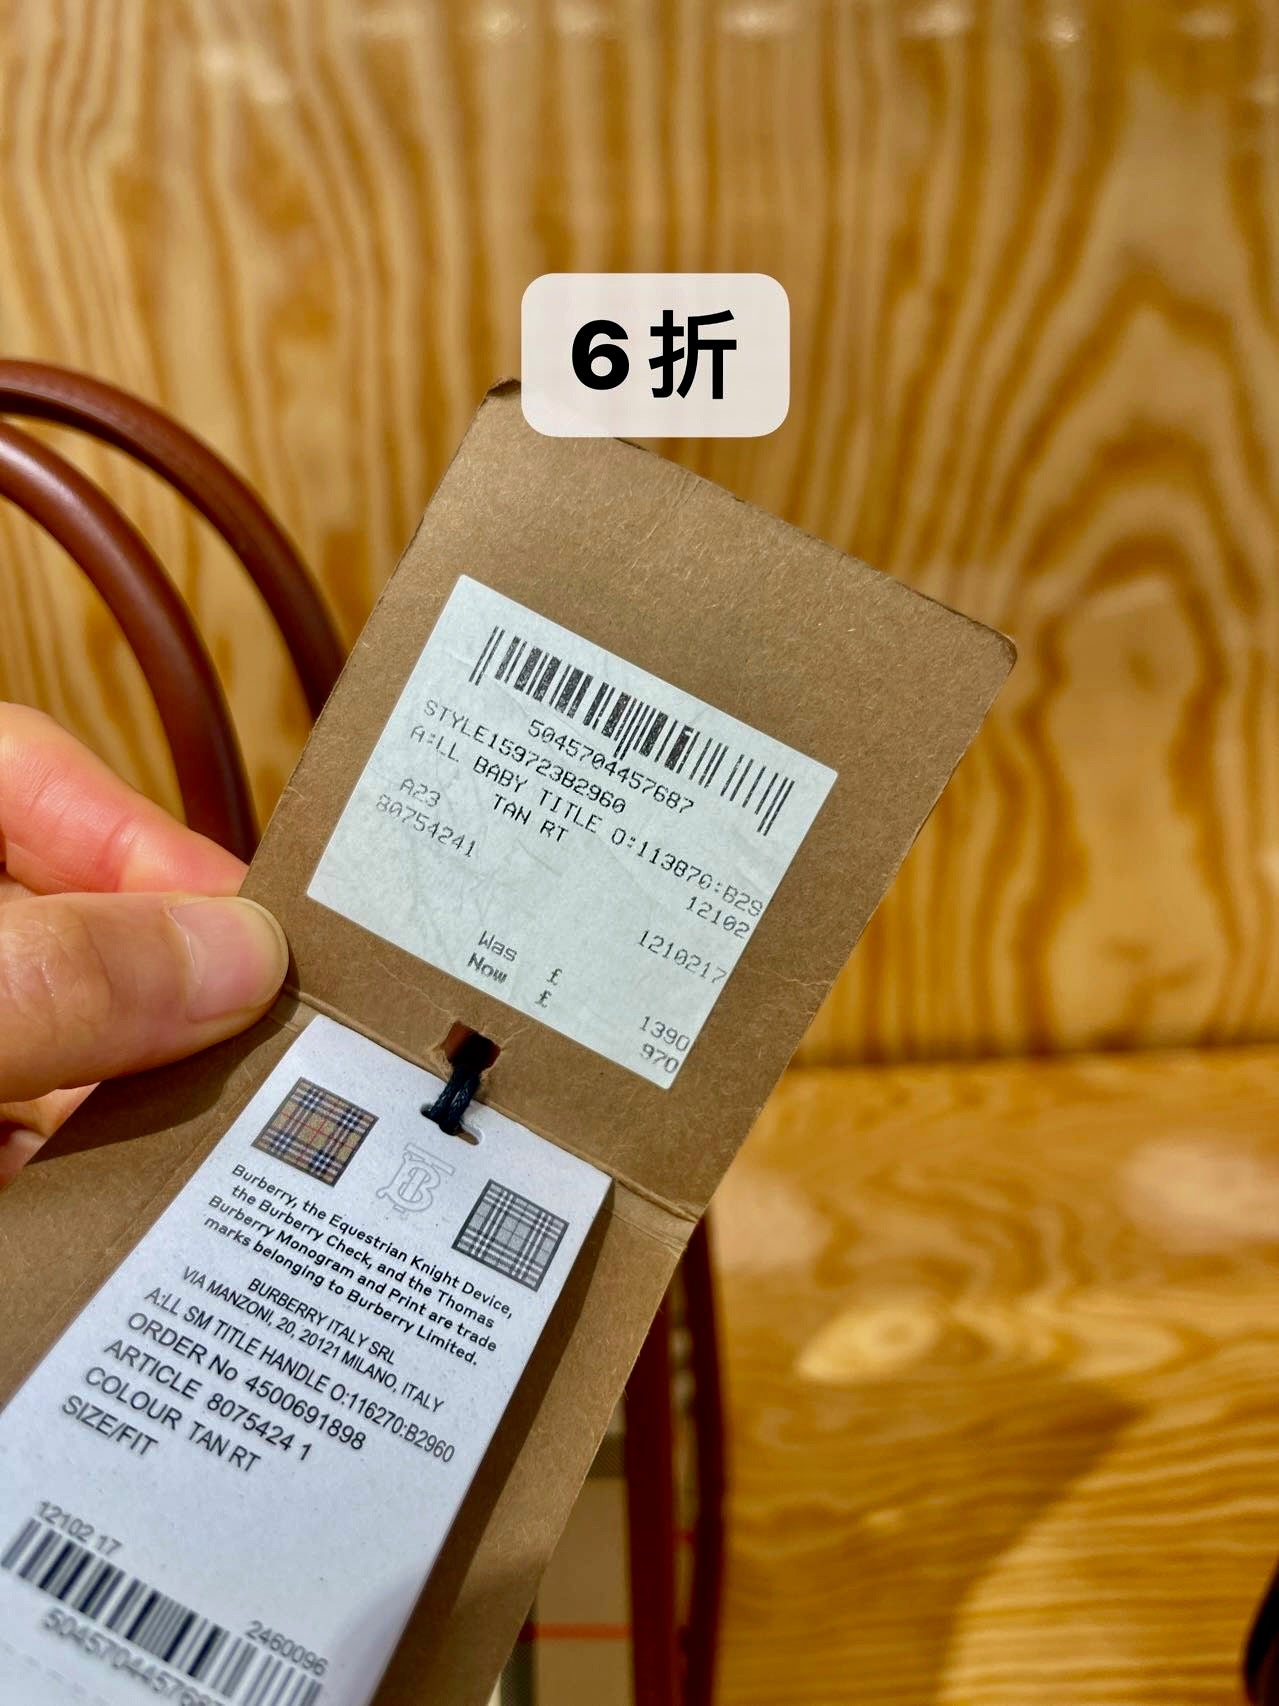 6折
5045704457687
STYLE159723B2960
A:LL BABY TITLE O:113870:B29
12102
A23 TAN RT
80754241 1210217
Was £ 1390
Now £ 970
Burberry, the Equestrian Knight Device,
the Burberry Check, and the Thomas
Burberry Monogram and Print are trade
marks belonging to Burberry Limited.
BURBERRY ITALY SRL
VIA MANZONI, 20, 20121 MILANO, ITALY
A:LL SM TITLE HANDLE O:116270:B2960
ORDER No 4500691898
ARTICLE 8075424 1
COLOUR TAN RT
SIZE/FIT
12102 17
2460096